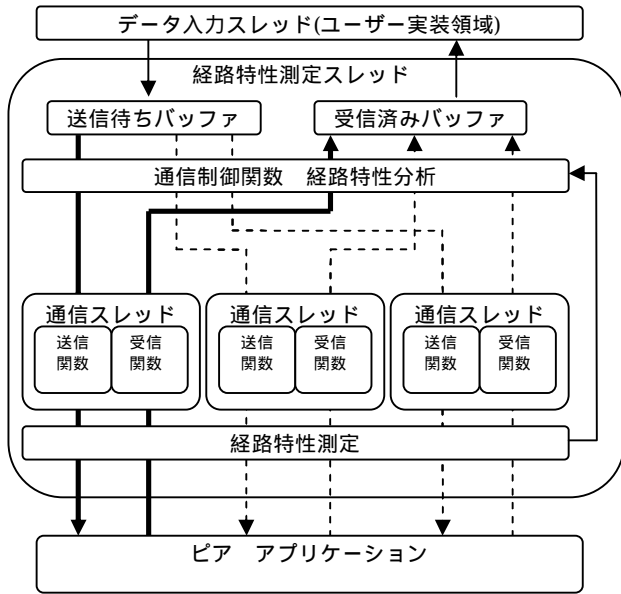 データ入力スレッド(ユーザー実装領域)
経路特性測定スレッド
送信待ちバッファ
受信済みバッファ
通信制御関数　経路特性分析
通信スレッド
送信
関数
受信
関数
通信スレッド
送信
関数
受信
関数
通信スレッド
送信
関数
受信
関数
経路特性測定
ピア　アプリケーション